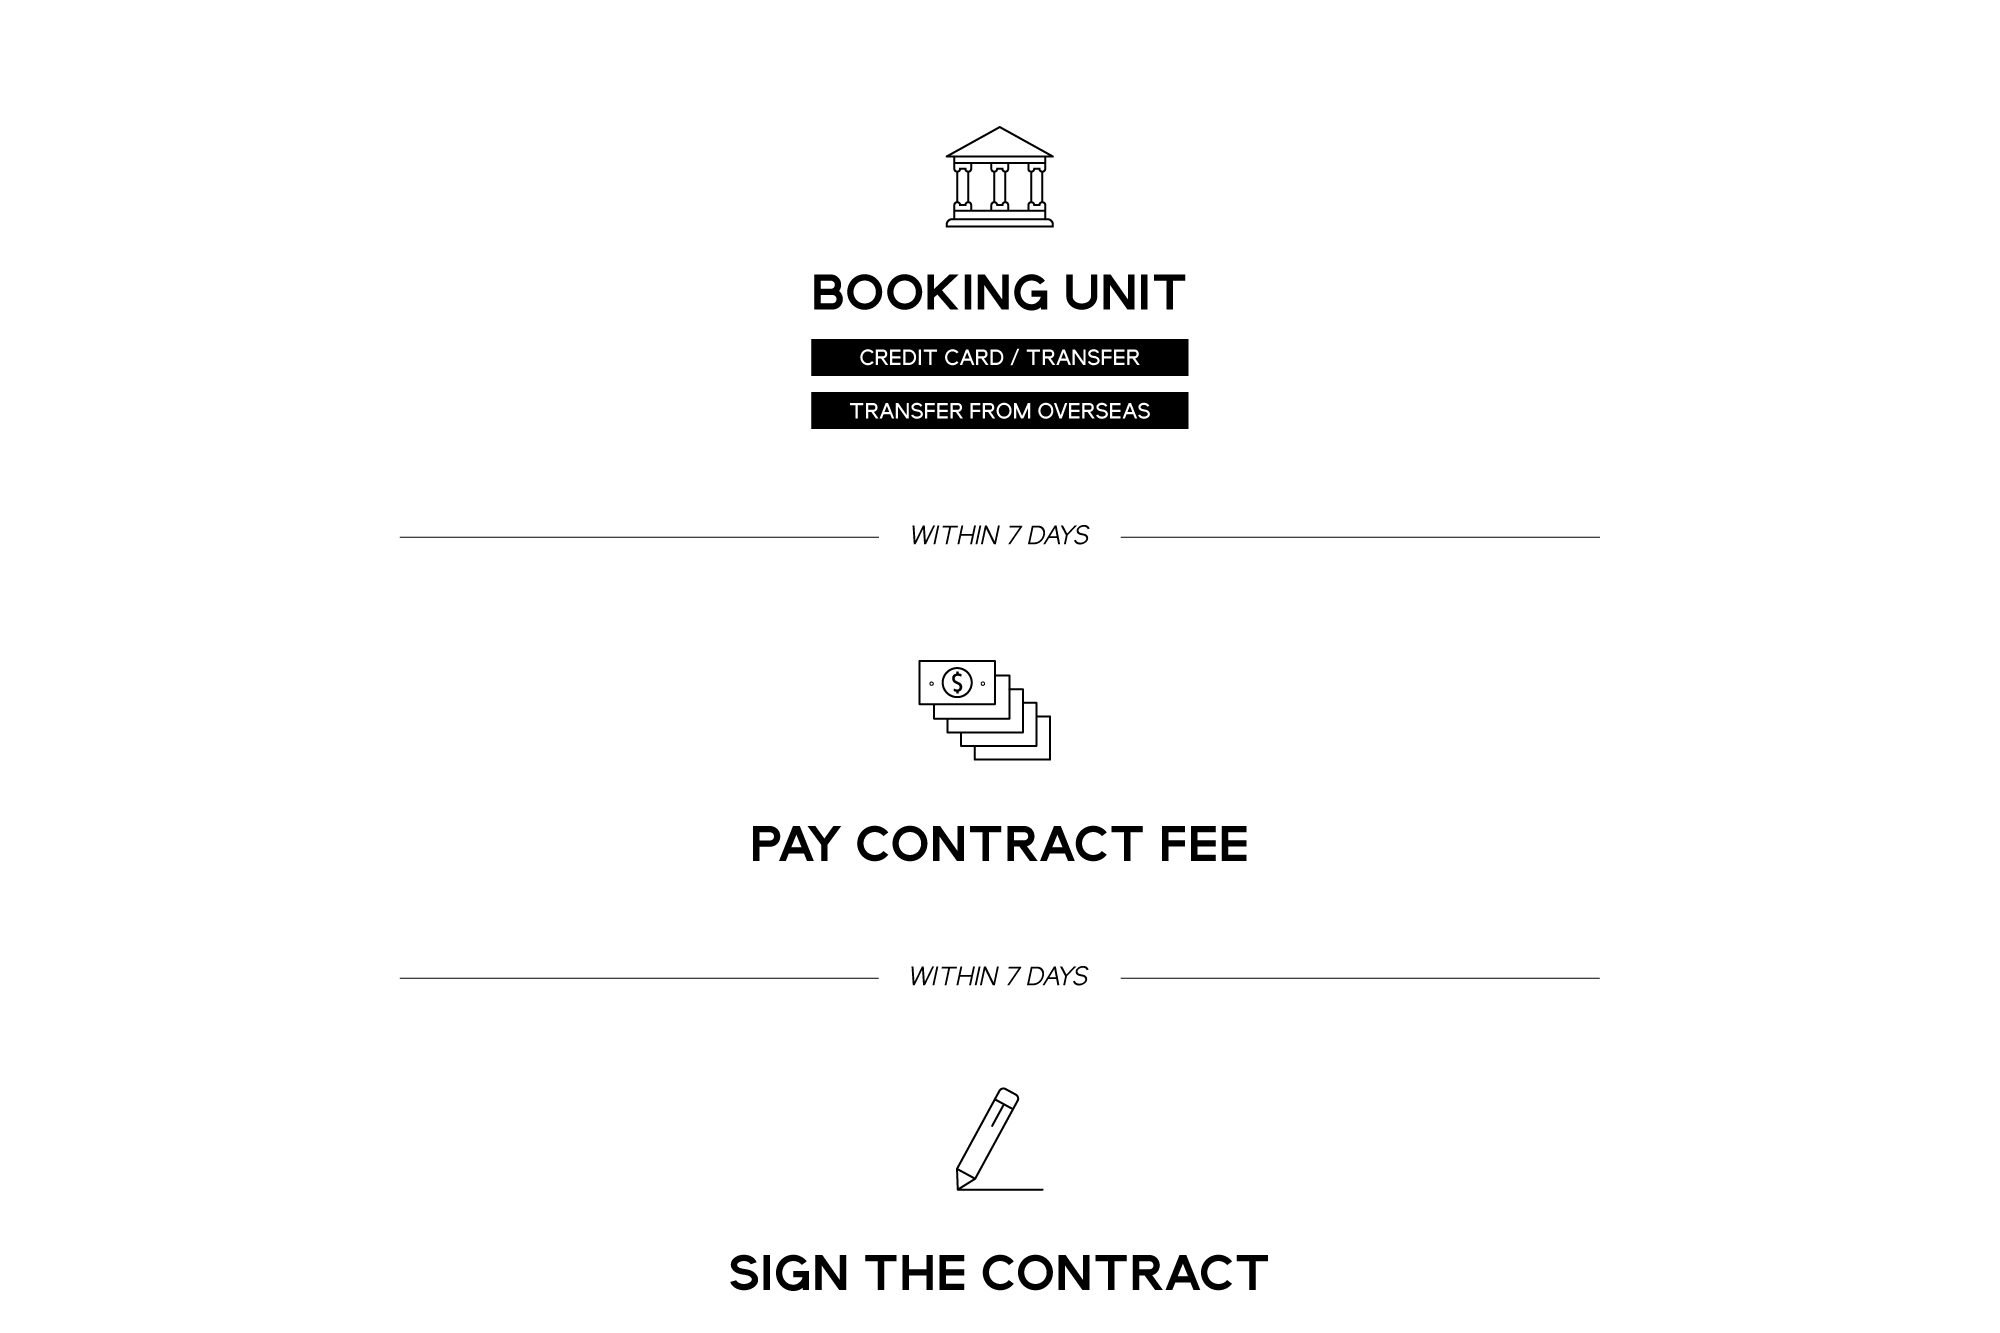 BOOKING UNIT
CREDIT CARD / TRANSFER
TRANSFER FROM OVERSEAS
WITHIN 7 DAYS
$
PAY CONTRACT FEE
WITHIN 7 DAYS
SIGN THE CONTRACT